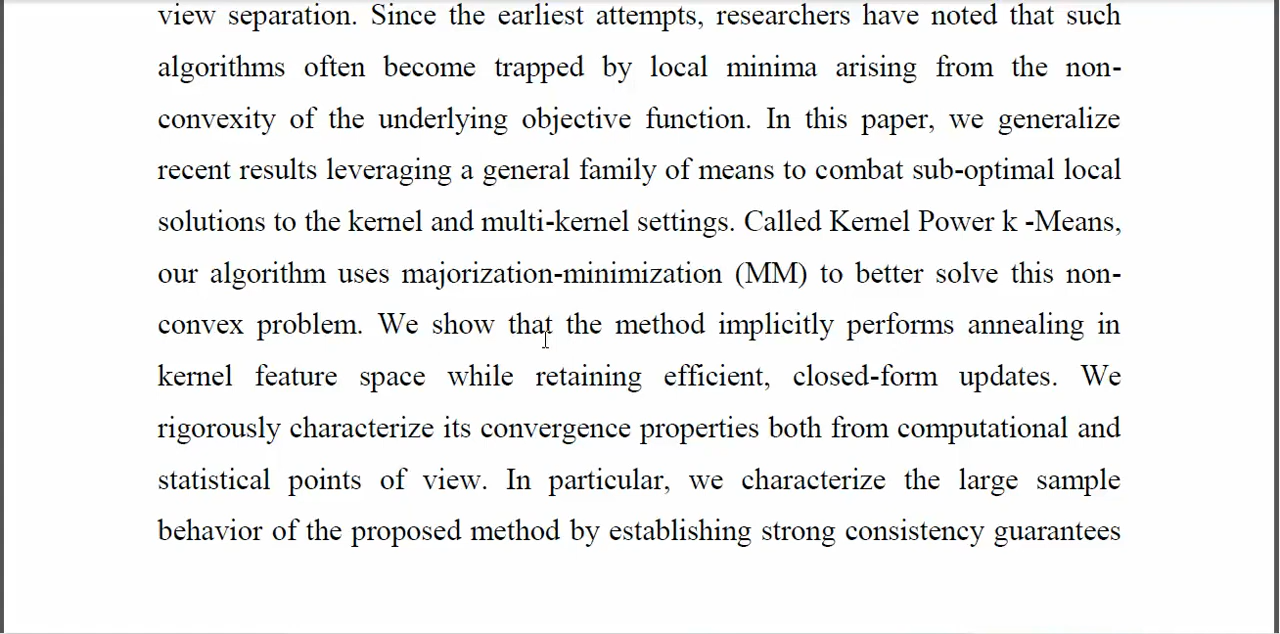 view separation. Since the earliest attempts, researchers have noted that such
algorithms often become trapped by local minima arising from the non-
convexity of the underlying objective function. In this paper, we generalize
recent results leveraging a general family of means to combat sub-optimal local
solutions to the kernel and multi-kernel settings. Called Kernel Power k -Means,
our algorithm uses majorization-minimization (MM) to better solve this non-
convex problem. We show that the method implicitly performs annealing in
kernel feature space while retaining efficient, closed-form updates. We
rigorously characterize its convergence properties both from computational and
statistical points of view. In particular, we characterize the large sample
behavior of the proposed method by establishing strong consistency guarantees